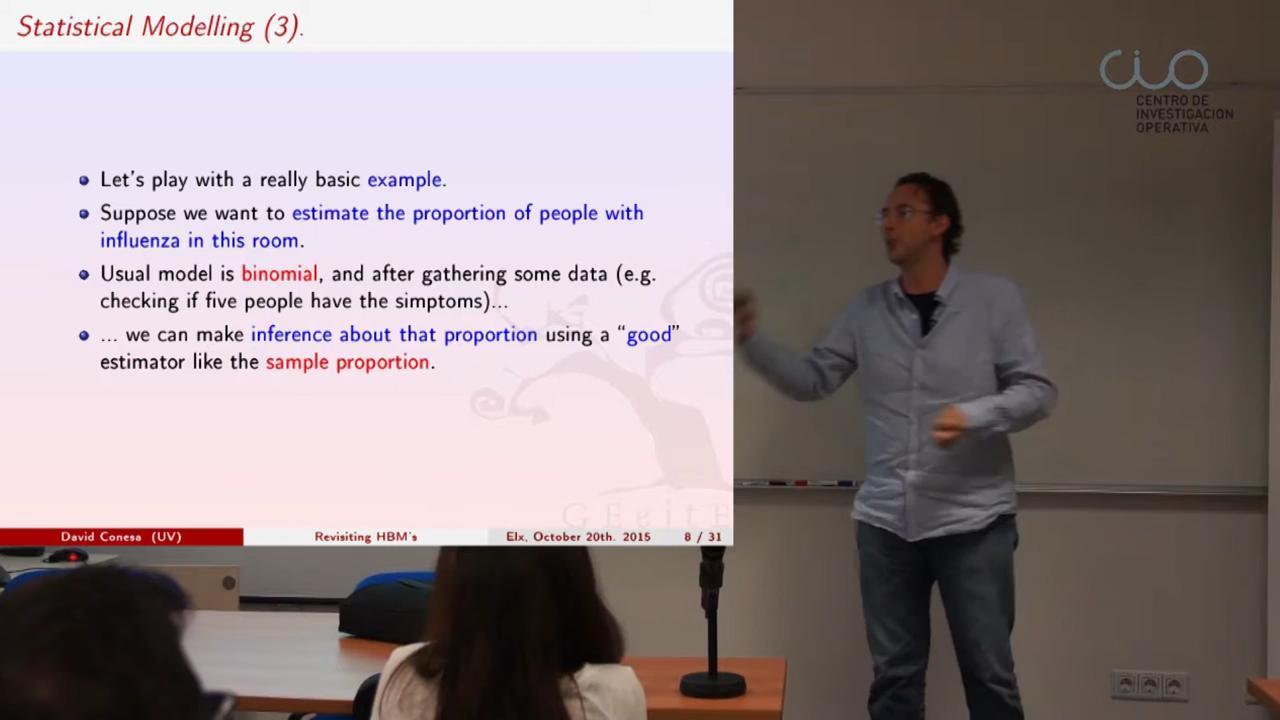 Statistical Modelling (3).
Let's play with a really basic example.
Suppose we want to estimate the proportion of people with
influenza in this room.
Usual model is binomial, and after gathering some data (e.g.
checking if five people have the simptoms)...
... we can make inference about that proportion using a “good”
estimator like the sample proportion.
GEeitE
David Conesa (UV) Revisiting HBM's Elx, October 20th. 2015 8 / 31
CIO
CENTRO DE
INVESTIGACION
OPERATIVA